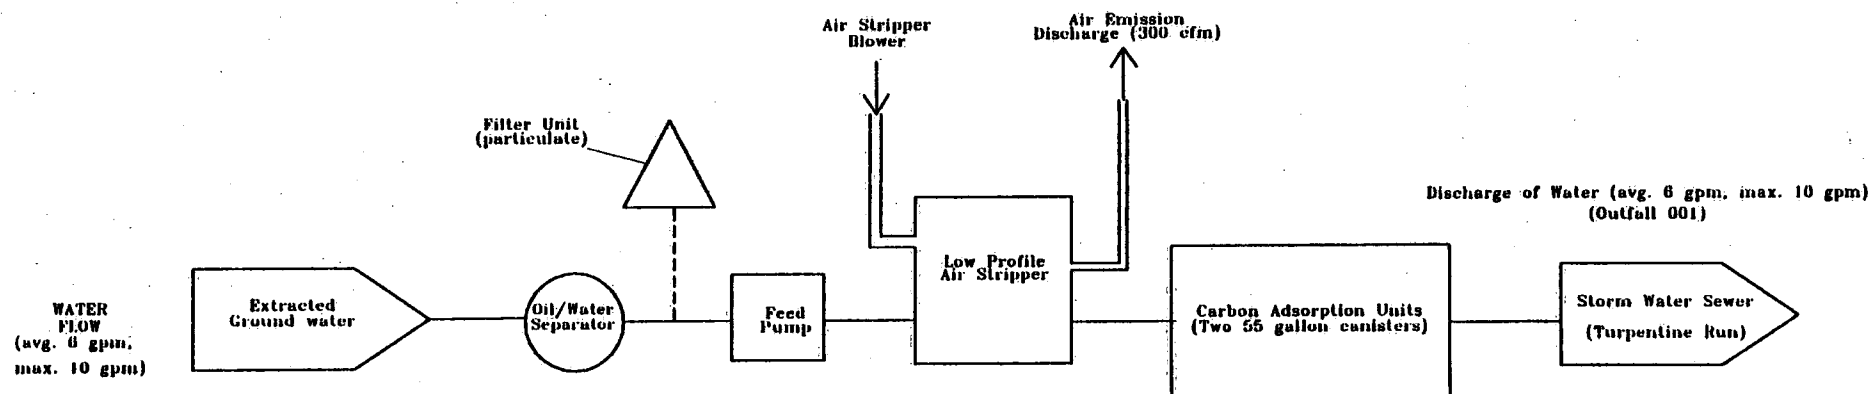 Air Stripper
Blower
Air Emission
Discharge (300 cfm)
Filter Unit
(particulate)
Discharge of Water (avg. 6 gpm, max. 10 gpm)
(Outfall 001)
WATER
FLOW
(avg. 6 gpm,
max. 10 gpm)
Extracted
Ground water
Oil/Water
Separator
Feed
Pump
Low Profile
Air Stripper
Carbon Adsorption Units
(Two 55 gallon canisters)
Storm Water Sewer
(Turpentine Run)